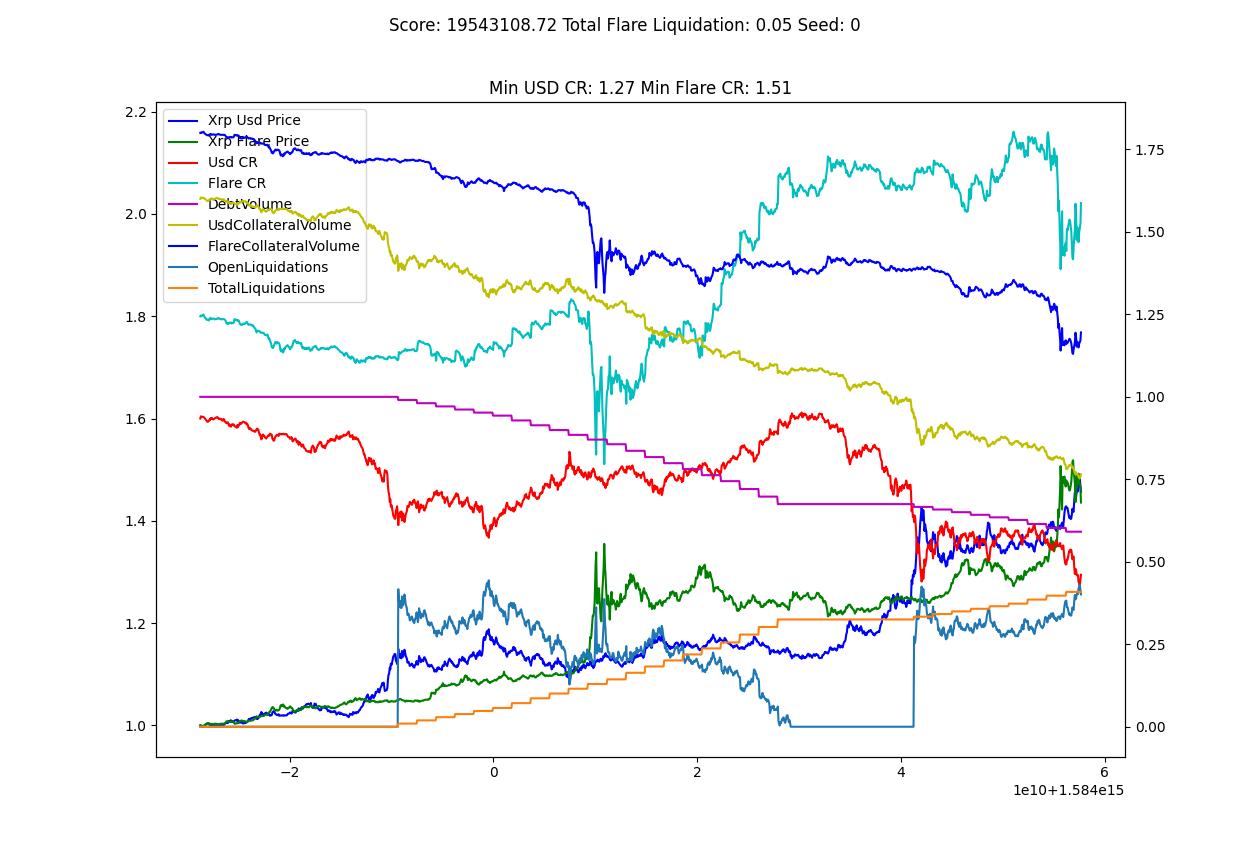 Score: 19543108.72 Total Flare Liquidation: 0.05 Seed: 0
Min USD CR: 1.27 Min Flare CR: 1.51
Xrp Usd Price
Xrp Flare Price
Usd CR
Flare CR
DebtVolume
UsdCollateralVolume
FlareCollateralVolume
OpenLiquidations
TotalLiquidations
2.2
2.0
1.8
1.6
1.4
1.2
1.0
1.75
1.50
1.25
1.00
0.75
0.50
0.25
0.00
−2
0
2
4
6
1e10+1.584e15